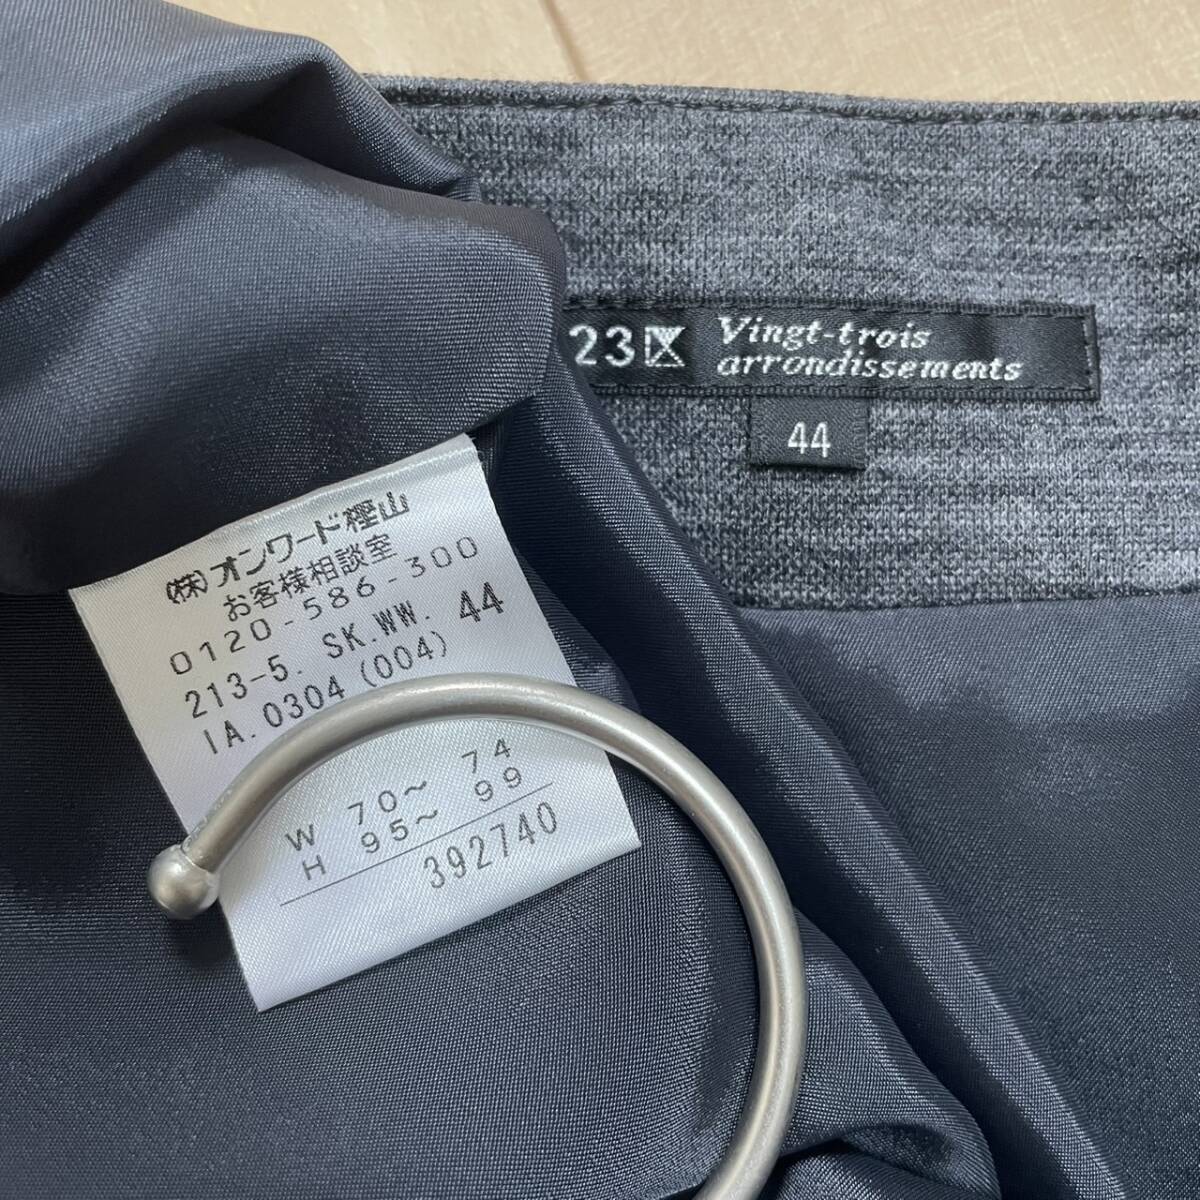 23区 Vingt-trois
arrondissements
44
(株)オンワード樫山
お客様相談室
0120-586-300
213-5. SK.WW. 44
IA.0304(004)
W 70~ 74
H 95~ 99
392740